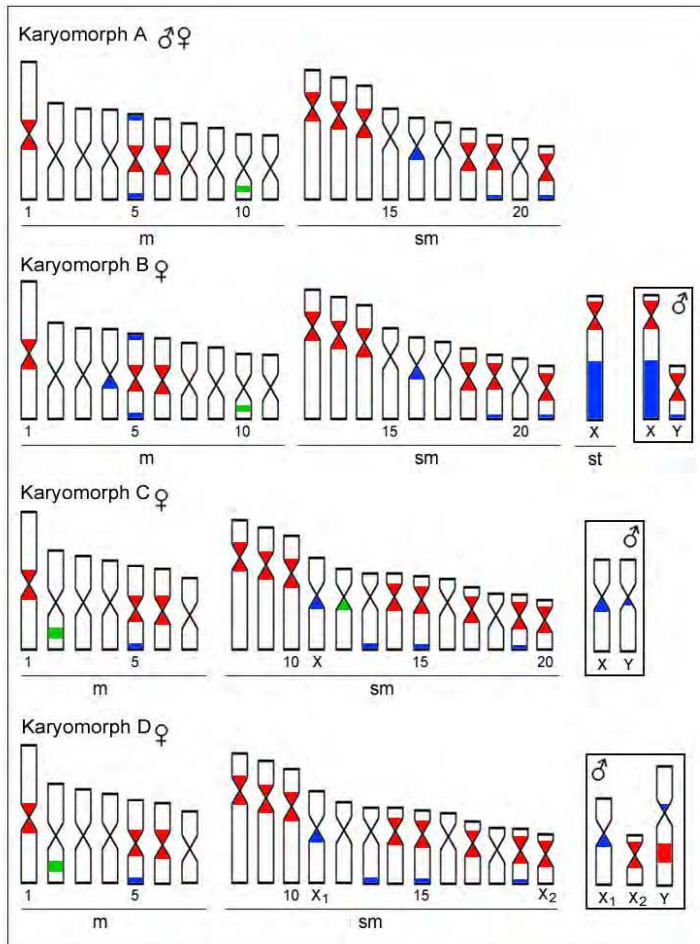 Karyomorph A ♂♀
1 5 10 15 20
m sm
Karyomorph B ♀ ♂
1 5 10 15 20 X X Y
m sm st
Karyomorph C ♀ ♂
1 5 10 X 15 20 X Y
m sm
Karyomorph D ♀ ♂
1 5 10 X1 15 X2 X1 X2 Y
m sm